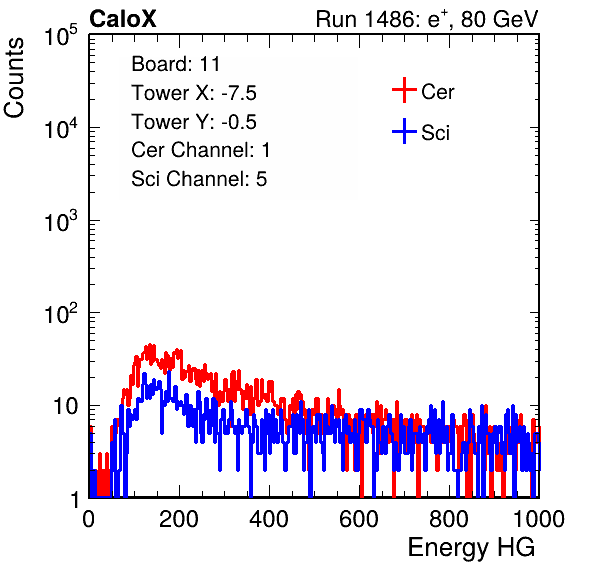 CaloX Run 1486: e⁺, 80 GeV
Counts
10⁵
10⁴
10³
10²
10
1
Board: 11
Tower X: -7.5
Tower Y: -0.5
Cer Channel: 1
Sci Channel: 5
Cer
Sci
0 200 400 600 800 1000
Energy HG